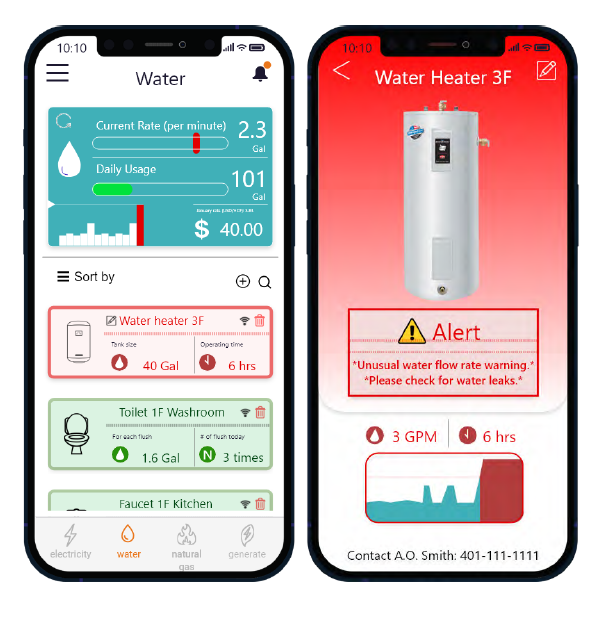 10:10
Water
Current Rate (per minute) 2.3
Gal
Daily Usage 101
Gal
$ 40.00
Sort by
Water heater 3F
Tank size
Operating time
40 Gal
6 hrs
Toilet 1F Washroom
For each flush
# of flush today
1.6 Gal
N 3 times
Faucet 1F Kitchen
electricity
water
natural gas
generate
10:10
Water Heater 3F
Alert
*Unusual water flow rate warning.*
*Please check for water leaks.*
3 GPM
6 hrs
Contact A.O. Smith: 401-111-1111